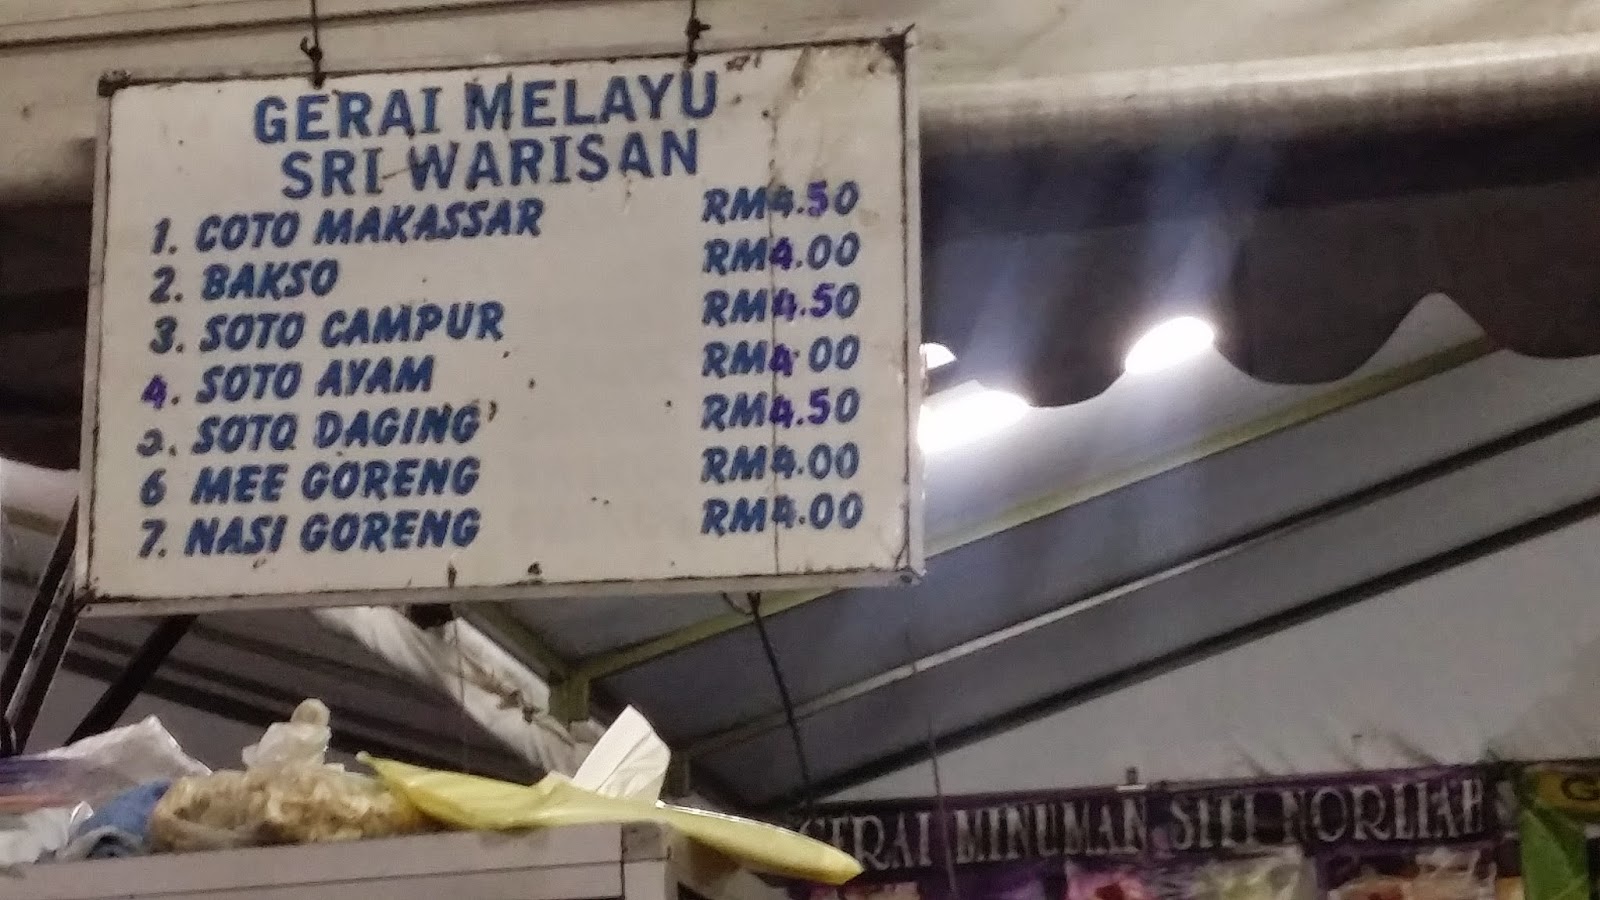 GERAI MELAYU
SRI WARISAN
1. COTO MAKASSAR RM4.50
2. BAKSO RM4.00
3. SOTO CAMPUR RM4.50
4. SOTO AYAM RM4.00
5. SOTO DAGING RM4.50
6 MEE GORENG RM4.00
7. NASI GORENG RM4.00
GERAI MINUMAN SITI NORLIAH